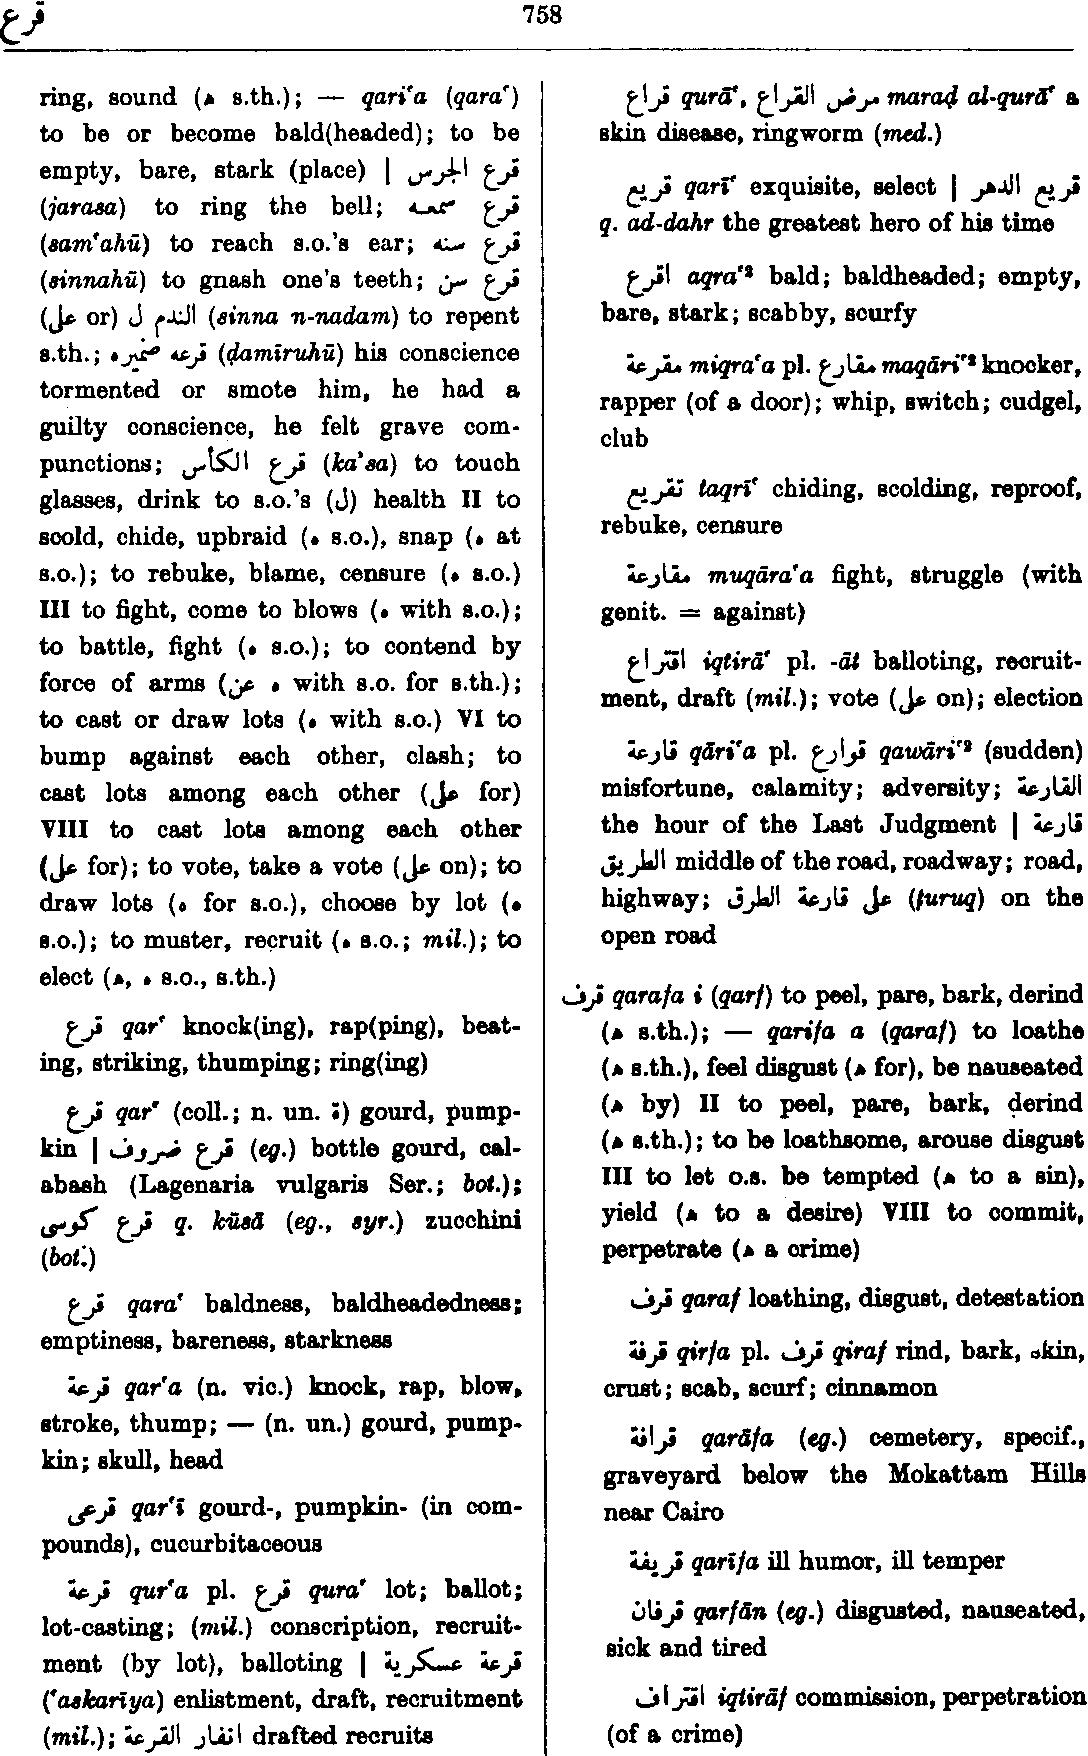 قرع
758
ring, sound (ه s.th.); — qariʿa (qaraʿ)
to be or become bald(headed); to be
empty, bare, stark (place) | قرع الجرس
(jarasa) to ring the bell; قرع سمعه
(samʿahū) to reach s.o.'s ear; قرع سنه
(sinnahū) to gnash one's teeth; قرع سن
الندم ل (or على) (sinna n-nadam) to repent
s.th.; قرعه ضميره (ḍamīruhū) his conscience
tormented or smote him, he had a
guilty conscience, he felt grave com-
punctions; قرع الكأس (kaʾsa) to touch
glasses, drink to s.o.'s (ل) health II to
scold, chide, upbraid (ه s.o.), snap (ه at
s.o.); to rebuke, blame, censure (ه s.o.)
III to fight, come to blows (ه with s.o.);
to battle, fight (ه s.o.); to contend by
force of arms (ه عن with s.o. for s.th.);
to cast or draw lots (ه with s.o.) VI to
bump against each other, clash; to
cast lots among each other (على for)
VIII to cast lots among each other
(على for); to vote, take a vote (على on); to
draw lots (ه for s.o.), choose by lot (ه
s.o.); to muster, recruit (ه s.o.; mil.); to
elect (ه, ه s.o., s.th.)
قرع qarʿ knock(ing), rap(ping), beat-
ing, striking, thumping; ring(ing)
قرع qarʿ (coll.; n. un. ة) gourd, pump-
kin | قرع ضروف (eg.) bottle gourd, cal-
abash (Lagenaria vulgaris Ser.; bot.);
قرع كوسى q. kūsā (eg., syr.) zucchini
(bot.)
قرع qaraʿ baldness, baldheadedness;
emptiness, bareness, starkness
قرعة qarʿa (n. vic.) knock, rap, blow,
stroke, thump; — (n. un.) gourd, pump-
kin; skull, head
قرعى qarʿī gourd-, pumpkin- (in com-
pounds), cucurbitaceous
قرعة qurʿa pl. قرع quraʿ lot; ballot;
lot-casting; (mil.) conscription, recruit-
ment (by lot), balloting | قرعة عسكرية
(ʿaskarīya) enlistment, draft, recruitment
(mil.); انفار القرعة drafted recruits
قراع qurāʿ, مرض القراع maraḍ al-qurāʿ a
skin disease, ringworm (med.)
قريع qarīʿ exquisite, select | قريع الدهر
q. ad-dahr the greatest hero of his time
اقرع aqraʿ² bald; baldheaded; empty,
bare, stark; scabby, scurfy
مقرعة miqraʿa pl. مقارع maqāriʿ² knocker,
rapper (of a door); whip, switch; cudgel,
club
تقريع taqrīʿ chiding, scolding, reproof,
rebuke, censure
مقارعة muqāraʿa fight, struggle (with
genit. = against)
اقتراع iqtirāʿ pl. -āt balloting, recruit-
ment, draft (mil.); vote (على on); election
قارعة qāriʿa pl. قوارع qawāriʿ² (sudden)
misfortune, calamity; adversity; القارعة
the hour of the Last Judgment | قارعة
الطريق middle of the road, roadway; road,
highway; على قارعة الطرق (ṭuruq) on the
open road
قرف qarafa i (qarf) to peel, pare, bark, derind
(ه s.th.); — qarifa a (qaraf) to loathe
(ه s.th.), feel disgust (ه for), be nauseated
(ه by) II to peel, pare, bark, derind
(ه s.th.); to be loathsome, arouse disgust
III to let o.s. be tempted (ه to a sin),
yield (ه to a desire) VIII to commit,
perpetrate (ه a crime)
قرف qaraf loathing, disgust, detestation
قرفة qirfa pl. قرف qiraf rind, bark, skin,
crust; scab, scurf; cinnamon
قرافة qarāfa (eg.) cemetery, specif.,
graveyard below the Mokattam Hills
near Cairo
قريفة qarīfa ill humor, ill temper
قرفان qarfān (eg.) disgusted, nauseated,
sick and tired
اقتراف iqtirāf commission, perpetration
(of a crime)